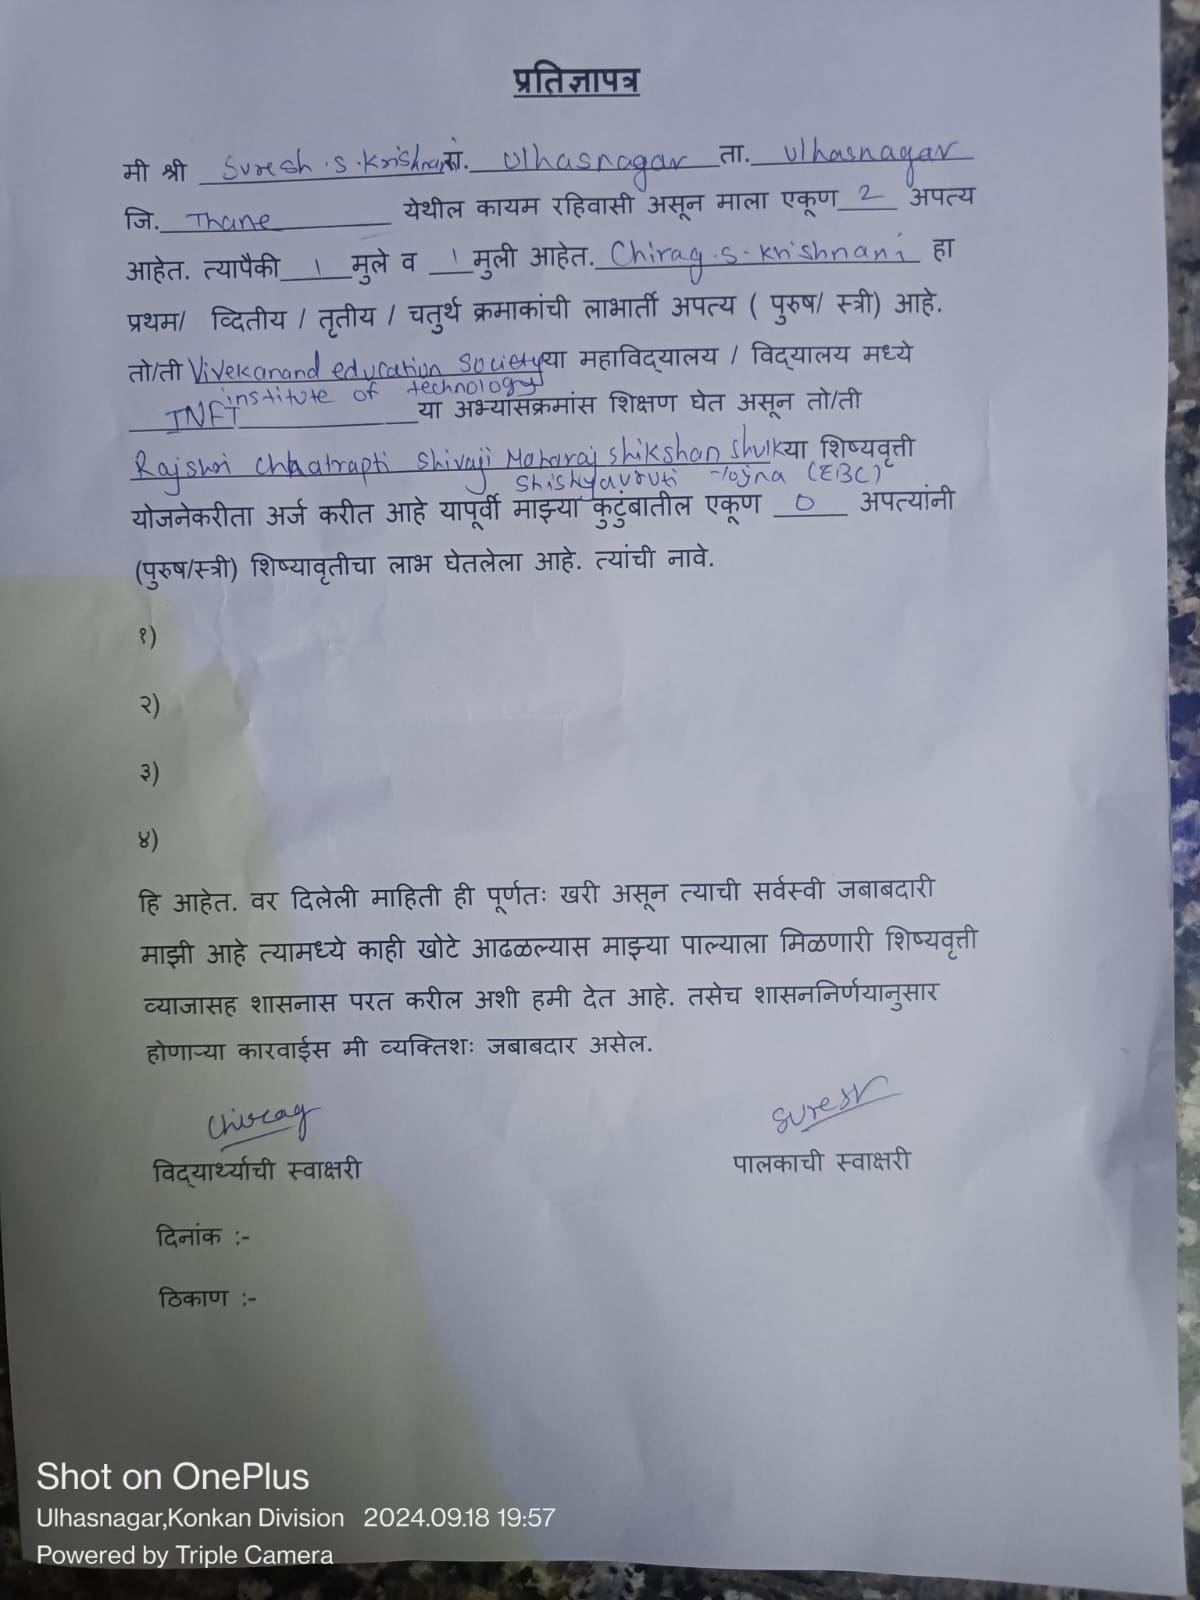 प्रतिज्ञापत्र
मी श्री Suresh.S.Krishnani रा. Ulhasnagar ता. Ulhasnagar
जि. Thane येथील कायम रहिवासी असून माला एकूण 2 अपत्य
आहेत. त्यापैकी 1 मुले व 1 मुली आहेत. Chirag.S.Krishnani हा
प्रथम/ व्दितीय / तृतीय / चतुर्थ क्रमाकांची लाभार्ती अपत्य ( पुरुष/ स्त्री) आहे.
तो/ती Vivekanand education Society या महाविद्यालय / विद्यालय मध्ये
institute of technology
INFT या अभ्यासक्रमांस शिक्षण घेत असून तो/ती
Rajshri Chhatrapti Shivaji Maharaj Shikshan Shulk या शिष्यवृत्ती
Shishyavruti Yojna (EBC)
योजनेकरीता अर्ज करीत आहे यापूर्वी माझ्या कुटुंबातील एकूण 0 अपत्यांनी
(पुरुष/स्त्री) शिष्यावृतीचा लाभ घेतलेला आहे. त्यांची नावे.
१)
२)
३)
४)
हि आहेत. वर दिलेली माहिती ही पूर्णतः खरी असून त्याची सर्वस्वी जबाबदारी
माझी आहे त्यामध्ये काही खोटे आढळल्यास माझ्या पाल्याला मिळणारी शिष्यवृत्ती
व्याजासह शासनास परत करील अशी हमी देत आहे. तसेच शासननिर्णयानुसार
होणाऱ्या कारवाईस मी व्यक्तिशः जबाबदार असेल.
Chirag Suresh
विद्यार्थ्याची स्वाक्षरी पालकाची स्वाक्षरी
दिनांक :-
ठिकाण :-
Shot on OnePlus
Ulhasnagar,Konkan Division 2024.09.18 19:57
Powered by Triple Camera